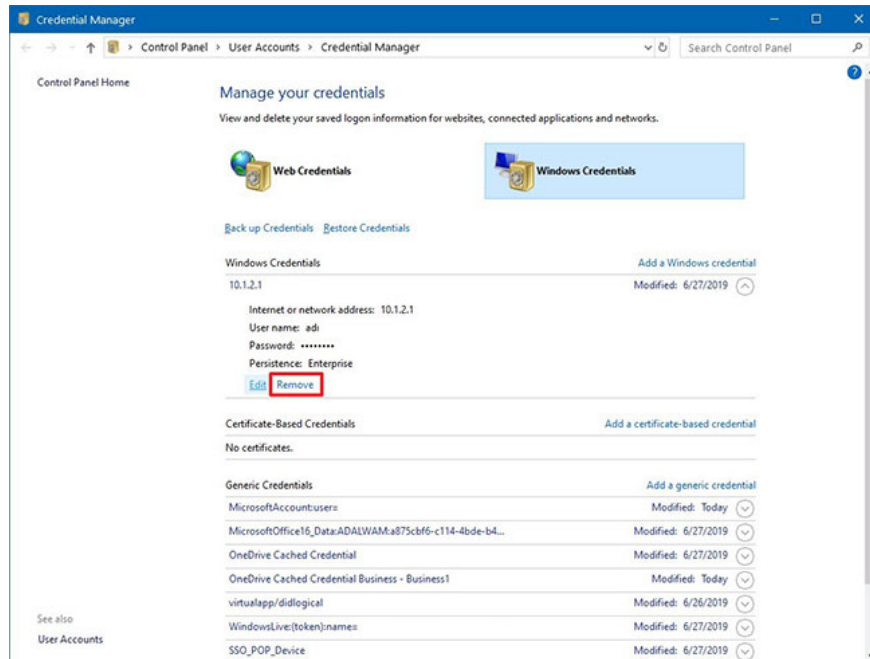 Credential Manager
Control Panel > User Accounts > Credential Manager
Search Control Panel
Control Panel Home
Manage your credentials
View and delete your saved logon information for websites, connected applications and networks.
Web Credentials
Windows Credentials
Back up Credentials Restore Credentials
Windows Credentials Add a Windows credential
10.1.2.1 Modified: 6/27/2019
Internet or network address: 10.1.2.1
User name: adı
Password: ••••••••
Persistence: Enterprise
Edit Remove
Certificate-Based Credentials Add a certificate-based credential
No certificates.
Generic Credentials Add a generic credential
MicrosoftAccount:user= Modified: Today
MicrosoftOffice16_Data:ADALWAM:a875cbf6-c114-4bde-b4... Modified: 6/27/2019
OneDrive Cached Credential Modified: 6/27/2019
OneDrive Cached Credential Business - Business1 Modified: Today
virtualapp/didlogical Modified: 6/26/2019
WindowsLive:(token):name= Modified: 6/27/2019
SSO_POP_Device Modified: 6/27/2019
See also
User Accounts